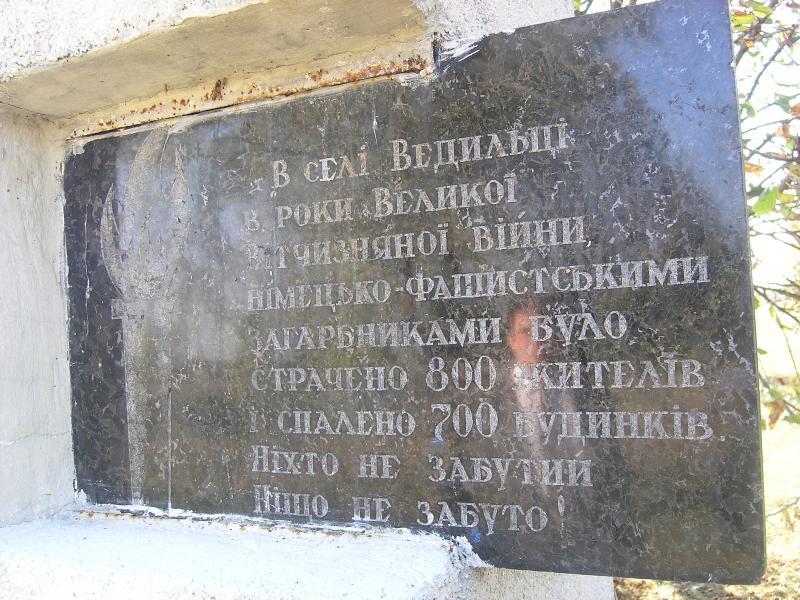 В селі Ведильці
в роки Великої
Вітчизняної війни
німецько-фашистськими
загарбниками було
страчено 800 жителів
і спалено 700 будинків.
Ніхто не забутий
Ніщо не забуто!